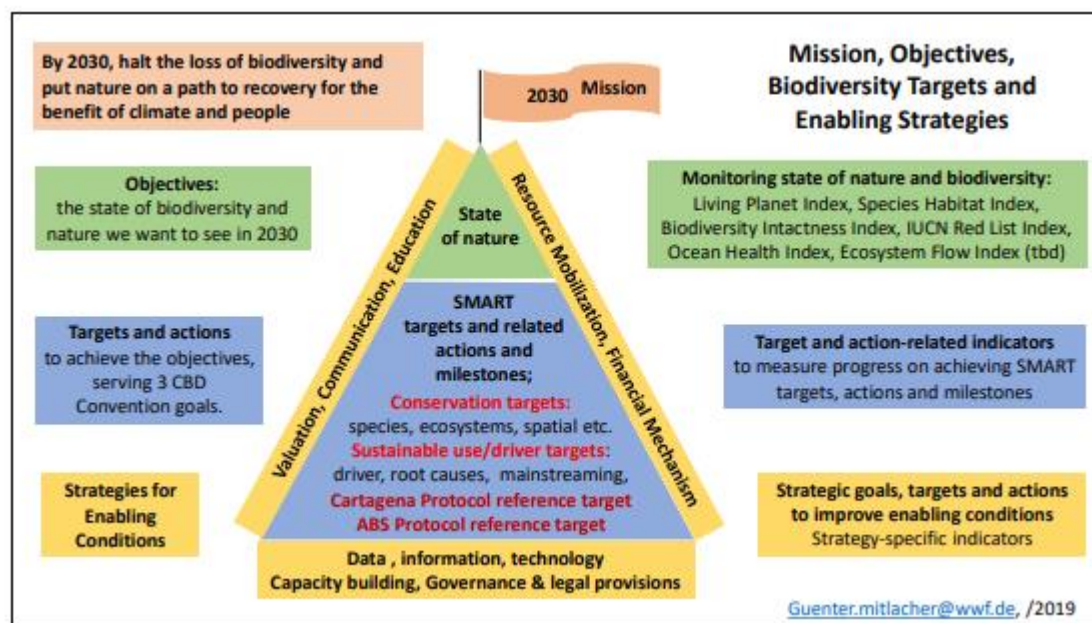 By 2030, halt the loss of biodiversity and
put nature on a path to recovery for the
benefit of climate and people
2030 Mission
Mission, Objectives,
Biodiversity Targets and
Enabling Strategies
Objectives:
the state of biodiversity and
nature we want to see in 2030
Valuation, Communication, Education
State
of nature
Resource Mobilization, Financial Mechanism
Monitoring state of nature and biodiversity:
Living Planet Index, Species Habitat Index,
Biodiversity Intactness Index, IUCN Red List Index,
Ocean Health Index, Ecosystem Flow Index (tbd)
Targets and actions
to achieve the objectives,
serving 3 CBD
Convention goals.
SMART
targets and related
actions and
milestones;
Conservation targets:
species, ecosystems, spatial etc.
Sustainable use/driver targets:
driver, root causes, mainstreaming,
Cartagena Protocol reference target
ABS Protocol reference target
Target and action-related indicators
to measure progress on achieving SMART
targets, actions and milestones
Strategies for
Enabling
Conditions
Data , information, technology
Capacity building, Governance & legal provisions
Strategic goals, targets and actions
to improve enabling conditions
Strategy-specific indicators
Guenter.mitlacher@wwf.de, /2019